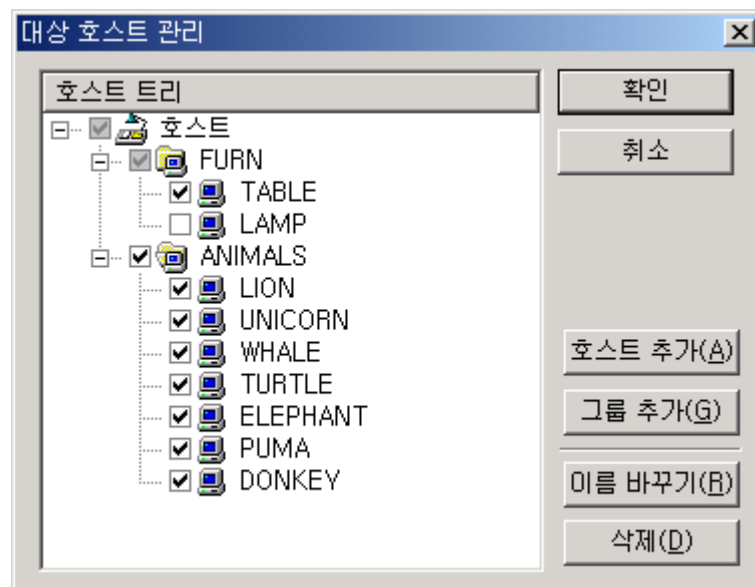 대상 호스트 관리
호스트 트리
호스트
FURN
TABLE
LAMP
ANIMALS
LION
UNICORN
WHALE
TURTLE
ELEPHANT
PUMA
DONKEY
확인
취소
호스트 추가(A)
그룹 추가(G)
이름 바꾸기(R)
삭제(D)